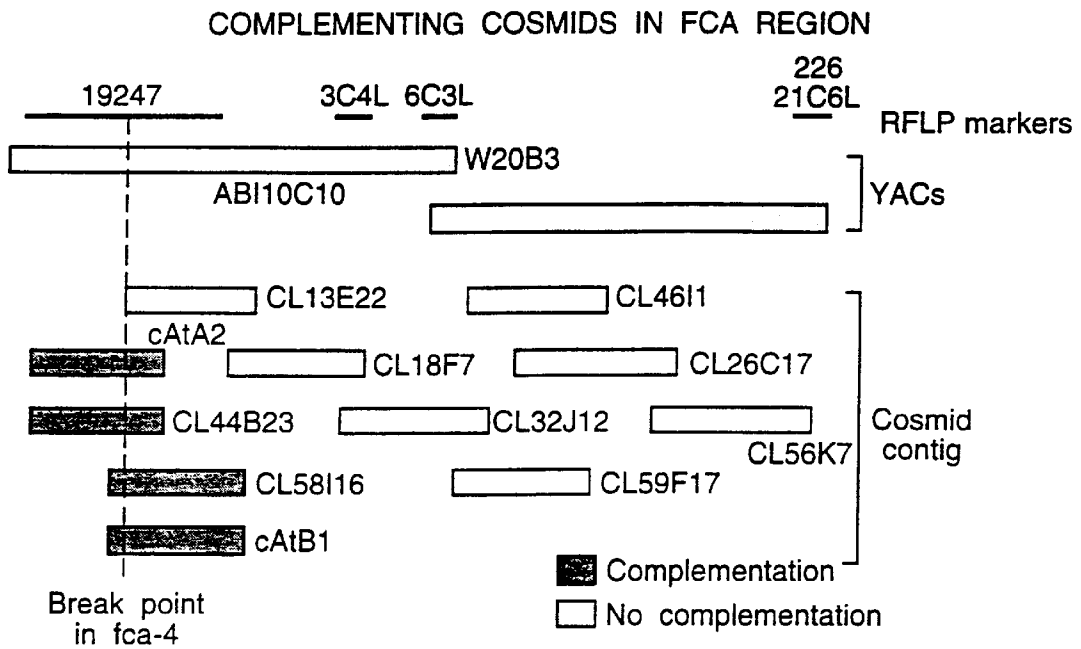 COMPLEMENTING COSMIDS IN FCA REGION
226
19247 3C4L 6C3L 21C6L
RFLP markers
W20B3
ABI10C10
YACs
CL13E22 CL46I1
cAtA2
CL18F7 CL26C17
CL44B23 CL32J12
CL56K7
Cosmid
contig
CL58I16 CL59F17
cAtB1
Complementation
No complementation
Break point
in fca-4